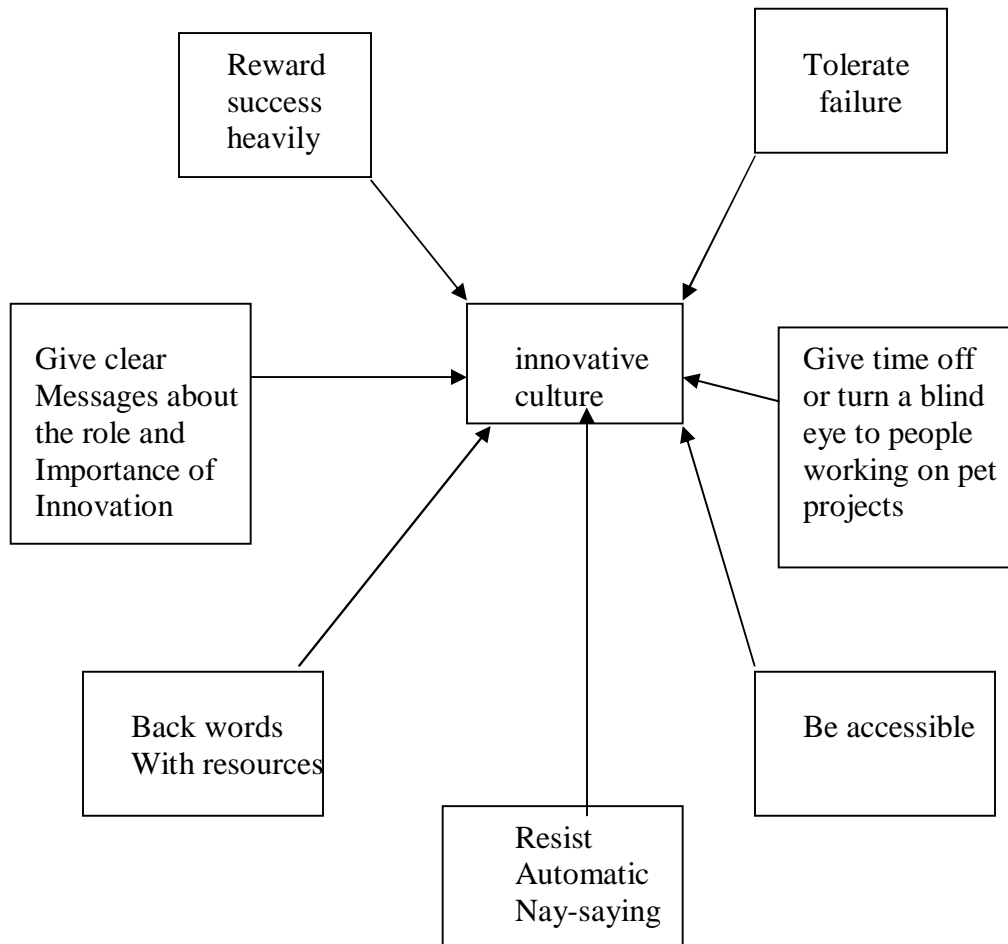 Reward
success
heavily
Tolerate
failure
Give clear
Messages about
the role and
Importance of
Innovation
innovative
culture
Give time off
or turn a blind
eye to people
working on pet
projects
Back words
With resources
Resist
Automatic
Nay-saying
Be accessible